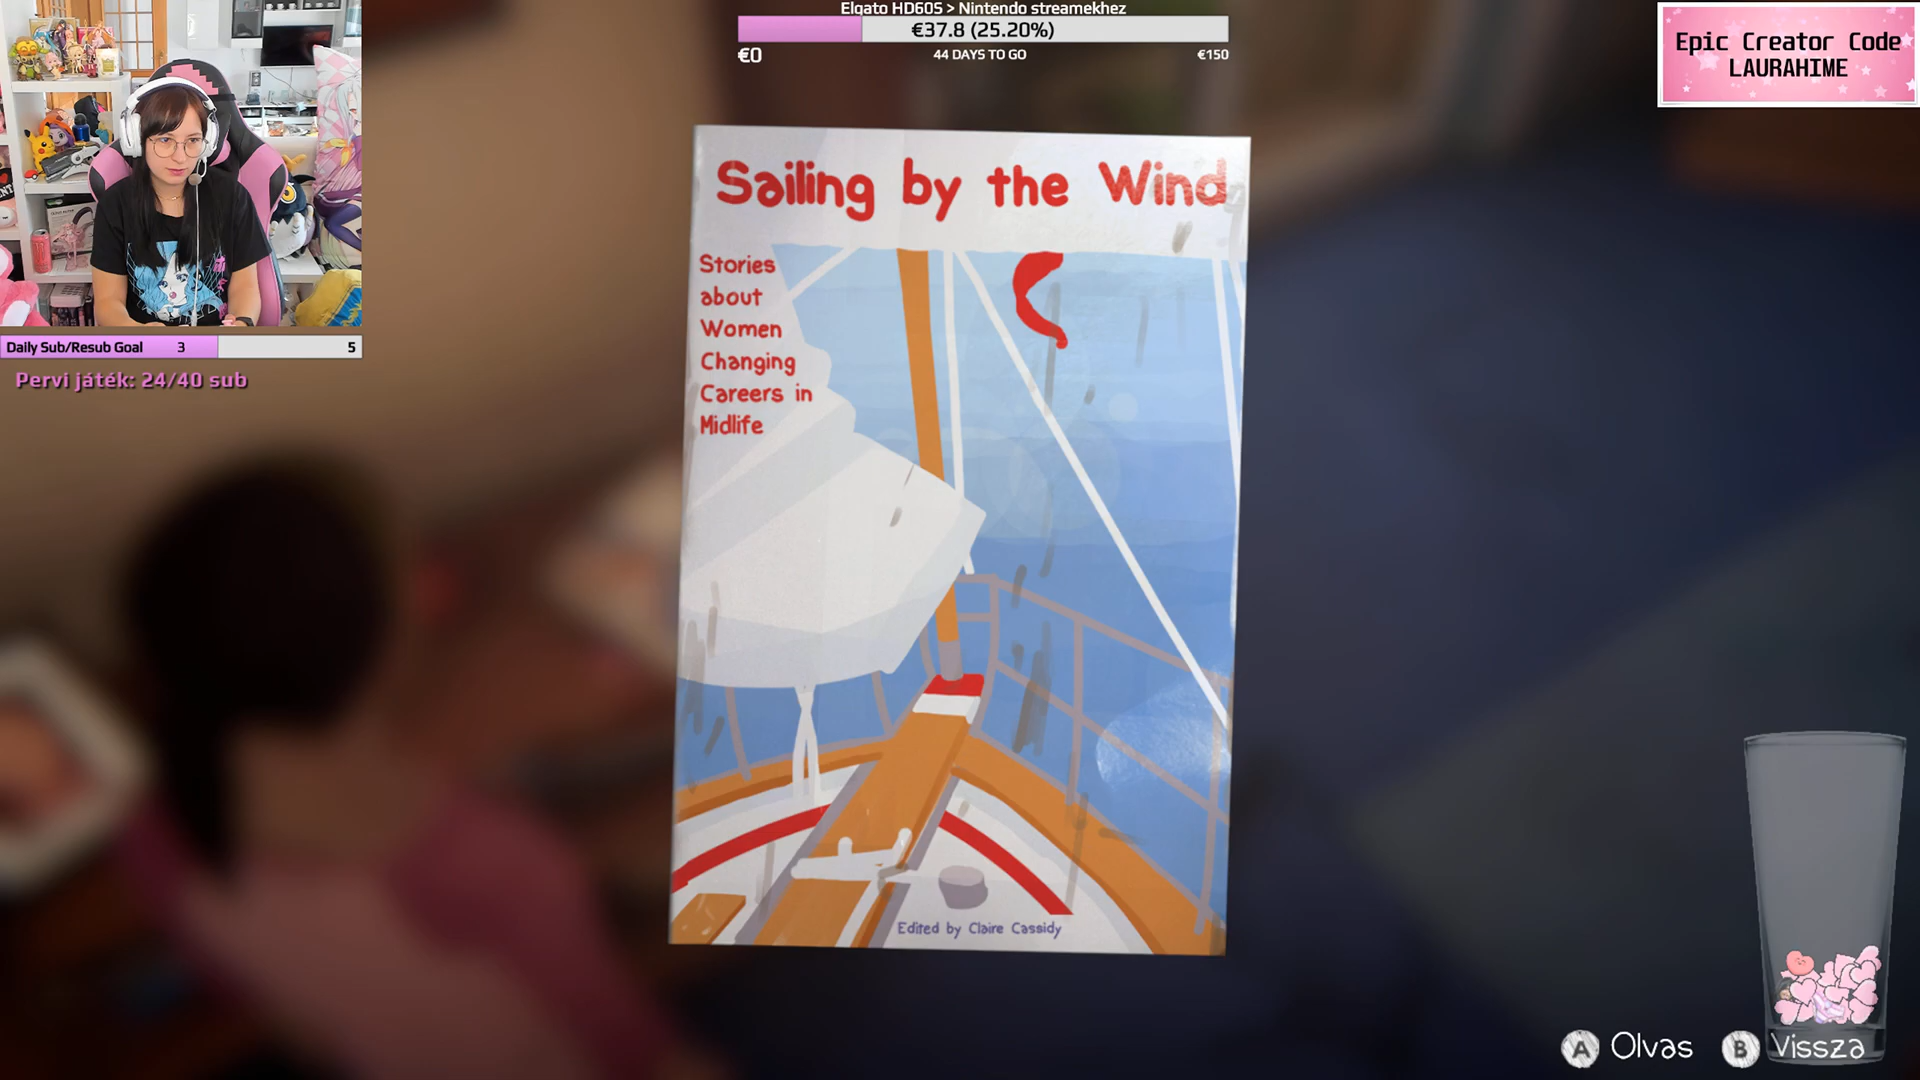 Elgato HD60S > Nintendo streamekhez
€37.8 (25.20%)
€0
44 DAYS TO GO
€150
Epic Creator Code
LAURAHIME
Daily Sub/Resub Goal 3 5
Pervi játék: 24/40 sub
Sailing by the Wind
Stories
about
Women
Changing
Careers in
Midlife
Edited by Claire Cassidy
A Olvas B Vissza